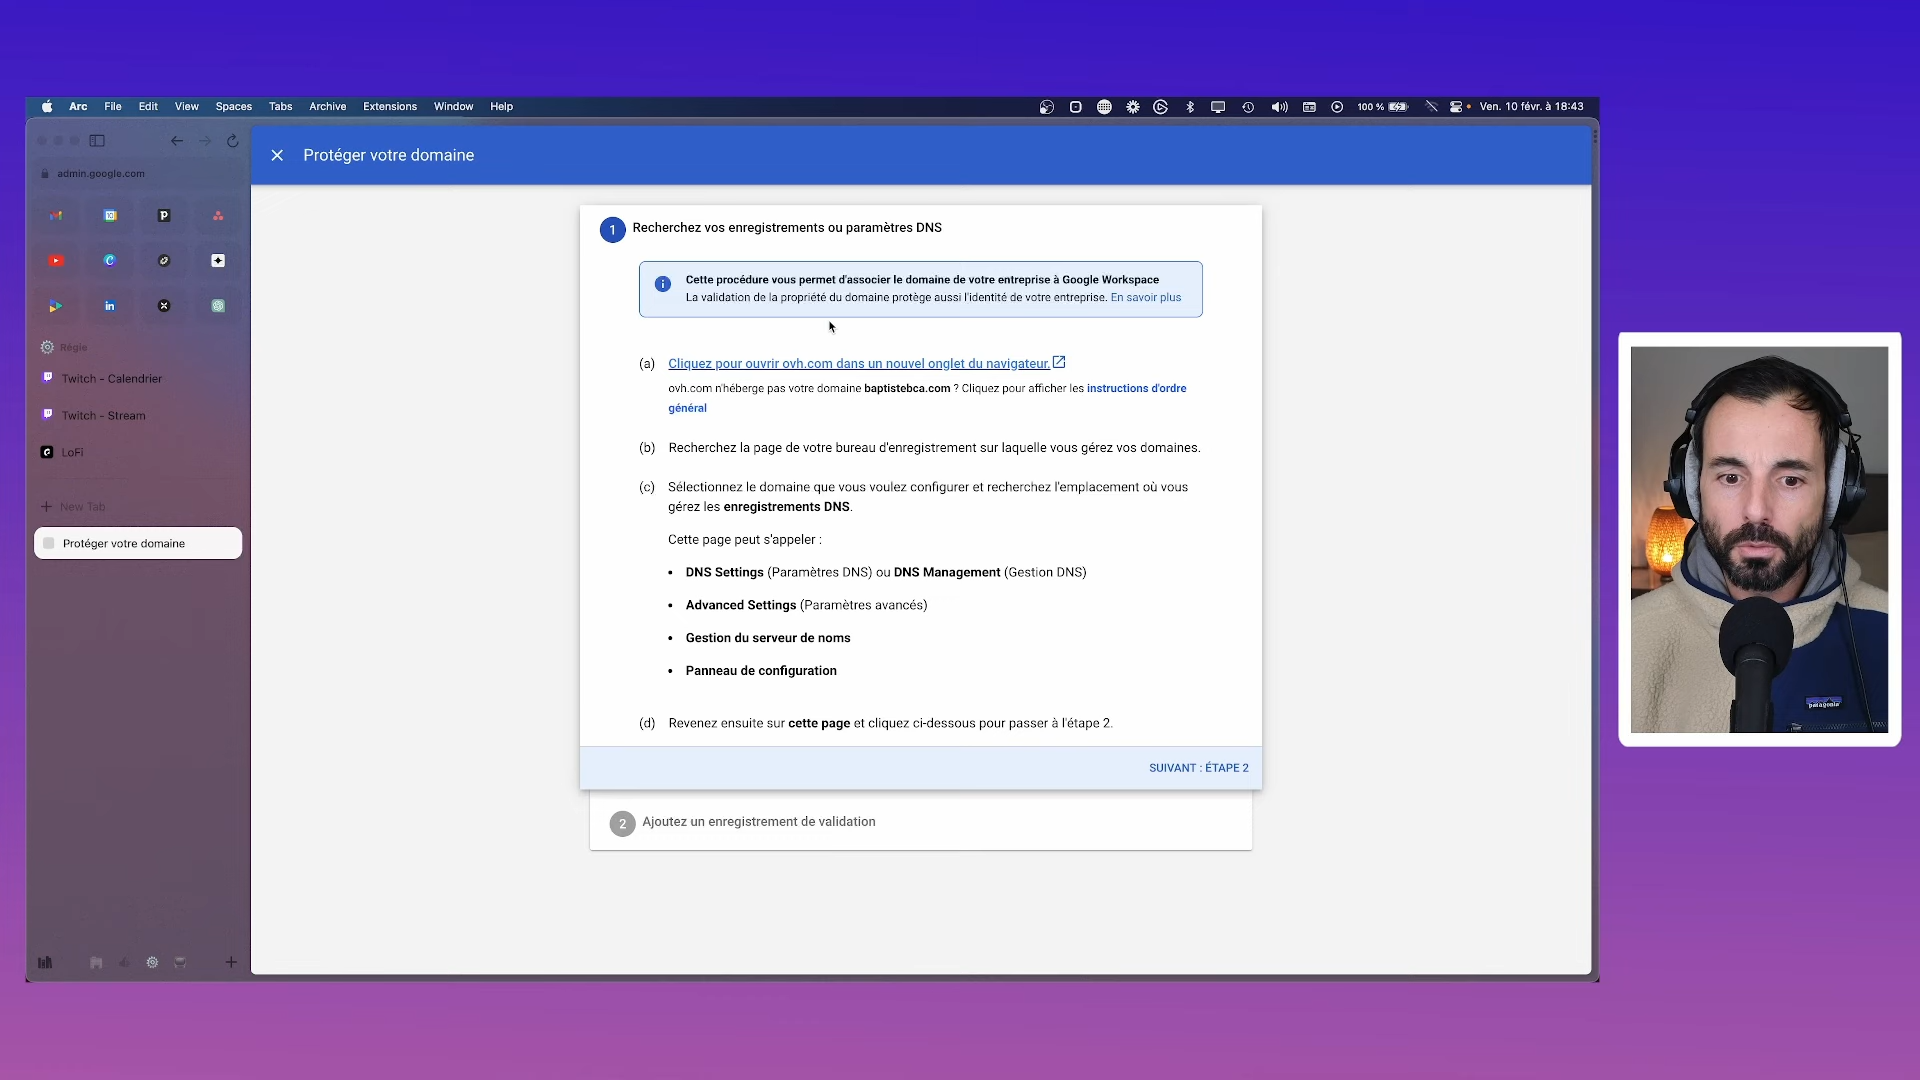 Arc File Edit View Spaces Tabs Archive Extensions Window Help 100 % Ven. 10 févr. à 18:43
Protéger votre domaine
admin.google.com
Régie
Twitch - Calendrier
Twitch - Stream
LoFi
New Tab
Protéger votre domaine
1 Recherchez vos enregistrements ou paramètres DNS
Cette procédure vous permet d'associer le domaine de votre entreprise à Google Workspace
La validation de la propriété du domaine protège aussi l'identité de votre entreprise. En savoir plus
(a) Cliquez pour ouvrir ovh.com dans un nouvel onglet du navigateur.
ovh.com n'héberge pas votre domaine baptistebca.com ? Cliquez pour afficher les instructions d'ordre
général
(b) Recherchez la page de votre bureau d'enregistrement sur laquelle vous gérez vos domaines.
(c) Sélectionnez le domaine que vous voulez configurer et recherchez l'emplacement où vous
gérez les enregistrements DNS.
Cette page peut s'appeler :
• DNS Settings (Paramètres DNS) ou DNS Management (Gestion DNS)
• Advanced Settings (Paramètres avancés)
• Gestion du serveur de noms
• Panneau de configuration
(d) Revenez ensuite sur cette page et cliquez ci-dessous pour passer à l'étape 2.
SUIVANT : ÉTAPE 2
2 Ajoutez un enregistrement de validation
patagonia